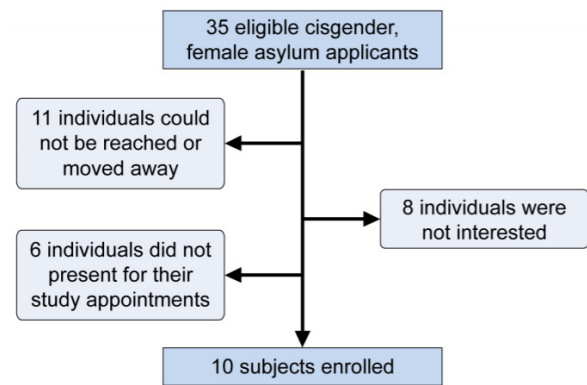 35 eligible cisgender,
female asylum applicants
11 individuals could
not be reached or
moved away
8 individuals were
not interested
6 individuals did not
present for their
study appointments
10 subjects enrolled